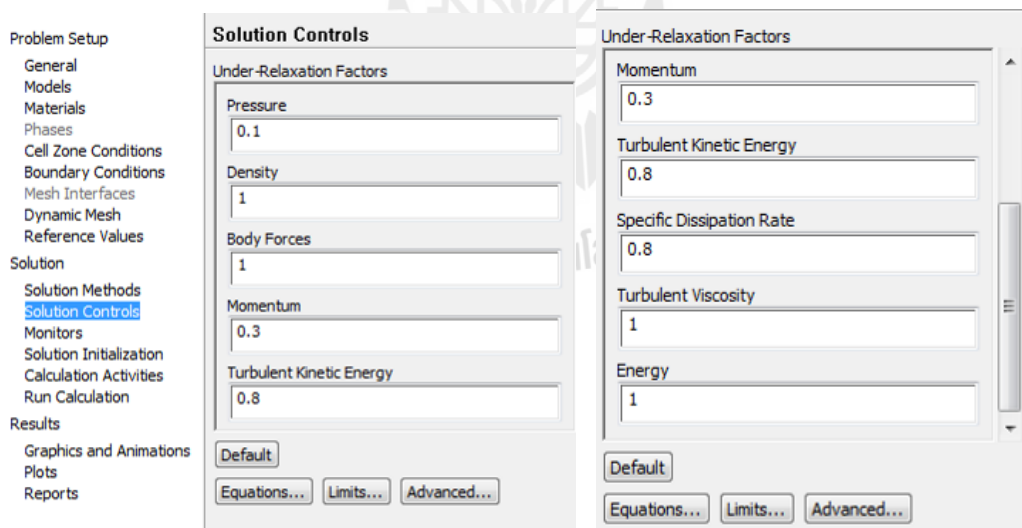 Problem Setup
General
Models
Materials
Phases
Cell Zone Conditions
Boundary Conditions
Mesh Interfaces
Dynamic Mesh
Reference Values
Solution
Solution Methods
Solution Controls
Monitors
Solution Initialization
Calculation Activities
Run Calculation
Results
Graphics and Animations
Plots
Reports
Solution Controls
Under-Relaxation Factors
Pressure
0.1
Density
1
Body Forces
1
Momentum
0.3
Turbulent Kinetic Energy
0.8
Default
Equations... Limits... Advanced...
Under-Relaxation Factors
Momentum
0.3
Turbulent Kinetic Energy
0.8
Specific Dissipation Rate
0.8
Turbulent Viscosity
1
Energy
1
Default
Equations... Limits... Advanced...